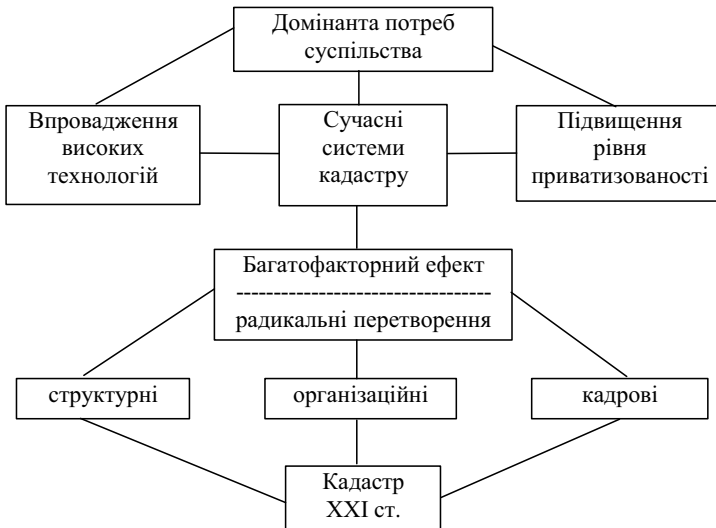 Домінанта потреб
суспільства
Впровадження
високих
технологій
Сучасні
системи
кадастру
Підвищення
рівня
приватизованості
Багатофакторний ефект
---------------------------------
радикальні перетворення
структурні
організаційні
кадрові
Кадастр
ХХІ ст.